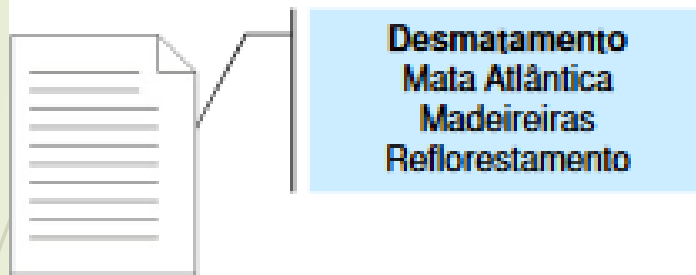 Desmatamento
Mata Atlântica
Madeireiras
Reflorestamento